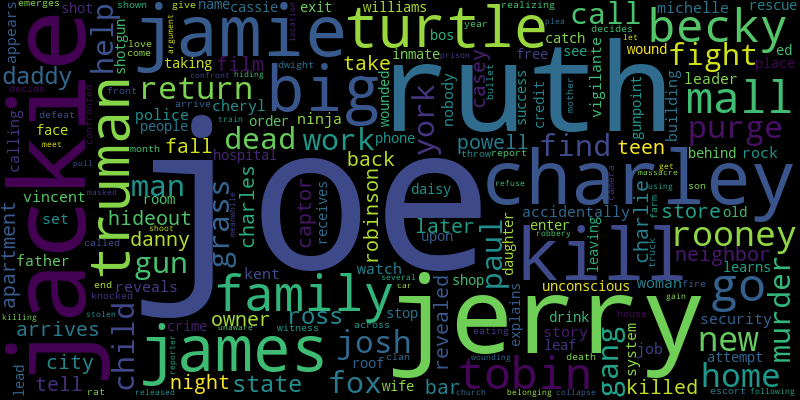 emerges
shot
cassie
name
exit
williams
michelle
realizing
location
appears
love
come
give
argument
shown
bos
catch
year
rescue
decides
let
plea
big
jamie
turtle
call
becky
daddy
help
shotgun
taking
film
take
inmate
free
see
wound
ed
fight
place
jackie
return
police
people
cheryl
order
ninja
wounded
casey
nobody
success
credit
dwight
prison
bullet
mother
vigilante
gunpoint
building
leader
mall
ruth
york
purge
decide
calling
defeat
face
meet
confronted
front
month
pull
masked
truman
fall
hospital
train
arrive
confront
hiding
dead
work
phone
back
powell
throw
report
find
teen
behind
rock
joe
man
grass
charles
captor
receives
robinson
daisy
later
upon
refuse
massacre
camera
get
using
farm
truck
son
charley
vincent
room
set
hideout
called
meanwhile
shoot
accidentally
store
old
apartment
father
danny
gun
end
reveals
knocked
kent
watch
several
car
paul
daughter
enter
leaving
robbery
charlie
rooney
neighbor
learns
killing
stolen
family
owner
ross
stop
shop
unconscious
woman
fire
gain
kill
go
murder
arrives
child
crime
unaware
witness
across
roof
clan
revealed
eating
wounding
drink
explains
story
leaf
death
house
job
security
attempt
new
jerry
city
tell
lead
rat
james
night
state
released
reporter
josh
fox
wife
bar
church
tobin
belonging
collapse
gang
system
killed
home
escort
following